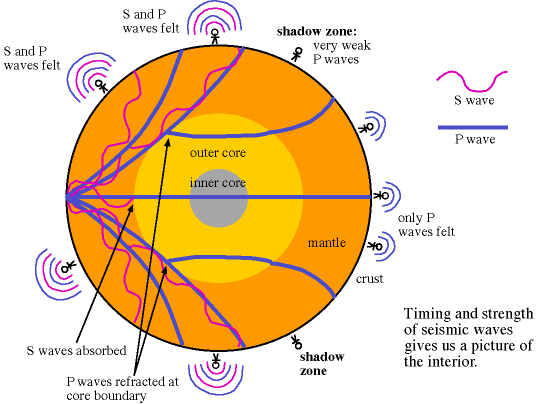 S and P
waves felt
S and P
waves felt
shadow zone:
very weak
P waves
S wave
P wave
outer core
inner core
only P
waves felt
mantle
crust
Timing and strength
of seismic waves
gives us a picture of
the interior.
S waves absorbed
P waves refracted at
core boundary
shadow
zone